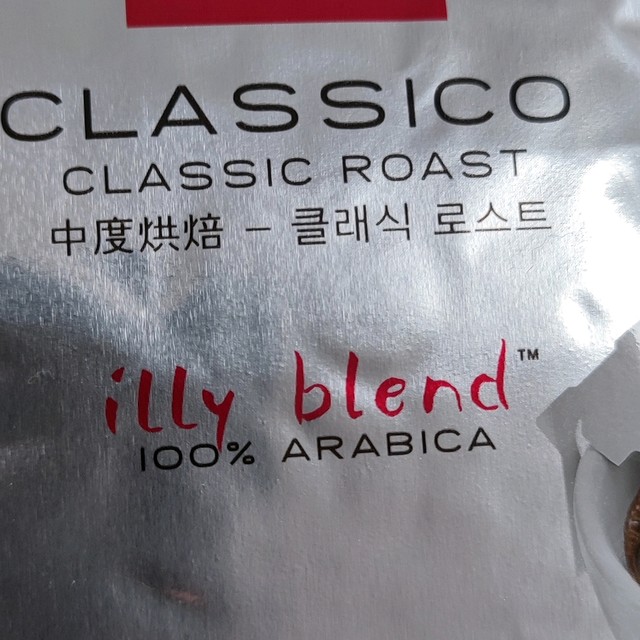 CLASSICO
CLASSIC ROAST
中度烘焙 – 클래식 로스트
illy blend™
100% ARABICA